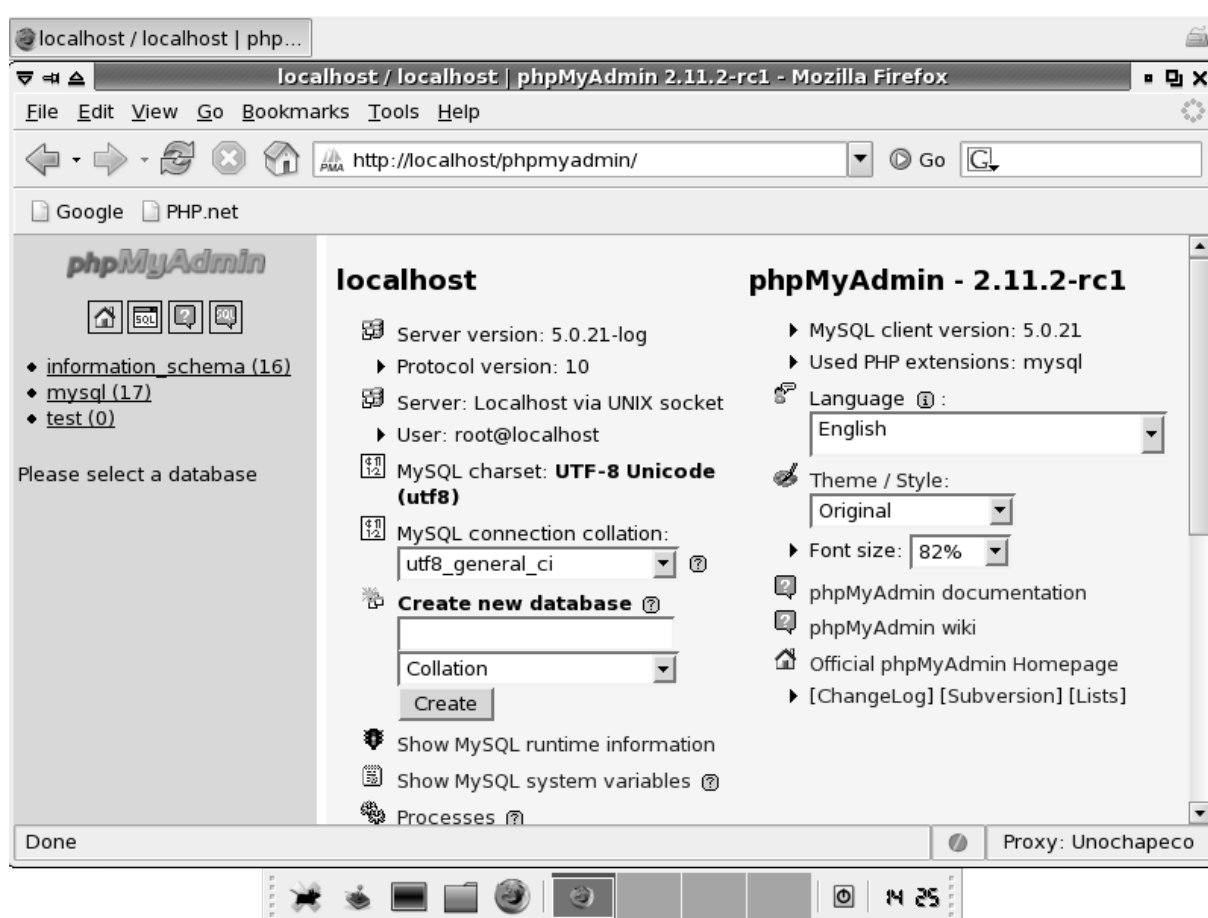 localhost / localhost | php...
localhost / localhost | phpMyAdmin 2.11.2-rc1 - Mozilla Firefox
File Edit View Go Bookmarks Tools Help
PMA http://localhost/phpmyadmin/ Go G
Google PHP.net
phpMyAdmin
SQL ? SQL
information_schema (16)
mysql (17)
test (0)
Please select a database
localhost
Server version: 5.0.21-log
Protocol version: 10
Server: Localhost via UNIX socket
User: root@localhost
MySQL charset: UTF-8 Unicode
(utf8)
MySQL connection collation:
utf8_general_ci ?
Create new database ?
Collation
Create
Show MySQL runtime information
Show MySQL system variables ?
Processes ?
phpMyAdmin - 2.11.2-rc1
MySQL client version: 5.0.21
Used PHP extensions: mysql
Language i :
English
Theme / Style:
Original
Font size: 82%
phpMyAdmin documentation
phpMyAdmin wiki
Official phpMyAdmin Homepage
[ChangeLog] [Subversion] [Lists]
Done
Proxy: Unochapeco
14 25